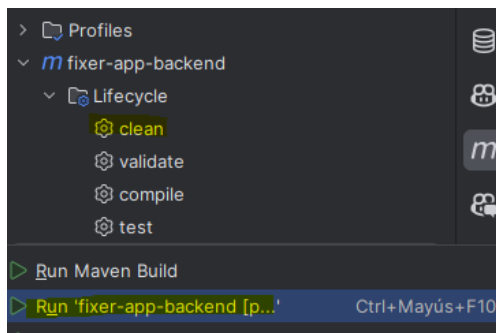 Profiles
fixer-app-backend
Lifecycle
clean
validate
compile
test
Run Maven Build
Run 'fixer-app-backend [p...' Ctrl+Mayús+F10